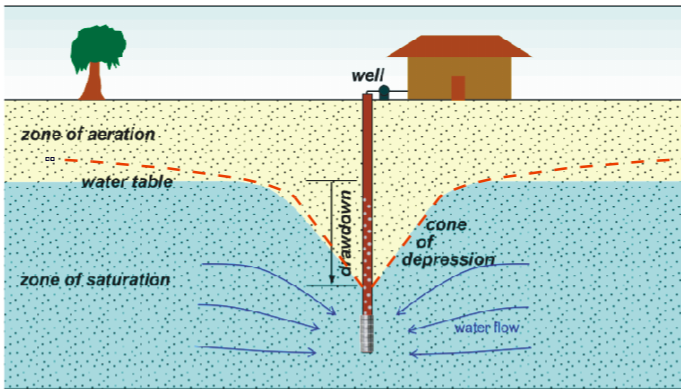 well
zone of aeration
water table
drawdown
cone
of
depression
zone of saturation
water flow